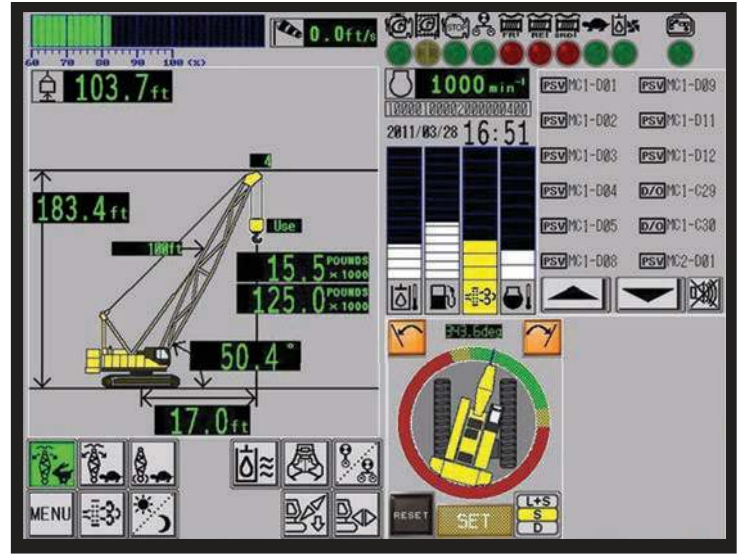 0.0ft/s
60 70 80 90 100 (%)
STOP
FRT RET 3RD
103.7ft
1000 min⁻¹
2011/03/28 16:51
PSV MC1-D01 PSV MC1-D09
PSV MC1-D02 PSV MC1-D11
PSV MC1-D03 PSV MC1-D12
PSV MC1-D04 D/O MC1-C29
PSV MC1-D05 D/O MC1-C30
PSV MC1-D08 PSV MC2-D01
4
183.4ft
Use
100ft
15.5 POUNDS ×1000
125.0 POUNDS ×1000
50.4°
17.0ft
343.6deg
MENU
RESET
SET
L+S
S
D